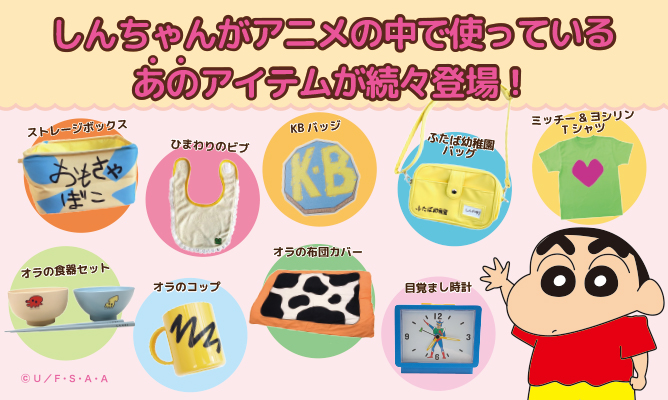 しんちゃんがアニメの中で使っている
あのアイテムが続々登場！
ストレージボックス
おもちゃ
ばこ
ひまわりのビブ
KBバッジ
K・B
ふたば幼稚園
バッグ
ふたば幼稚園
ミッチー&ヨシリン
Tシャツ
オラの食器セット
オラのコップ
オラの布団カバー
目覚まし時計
12
3
6
9
©U/F・S・A・A